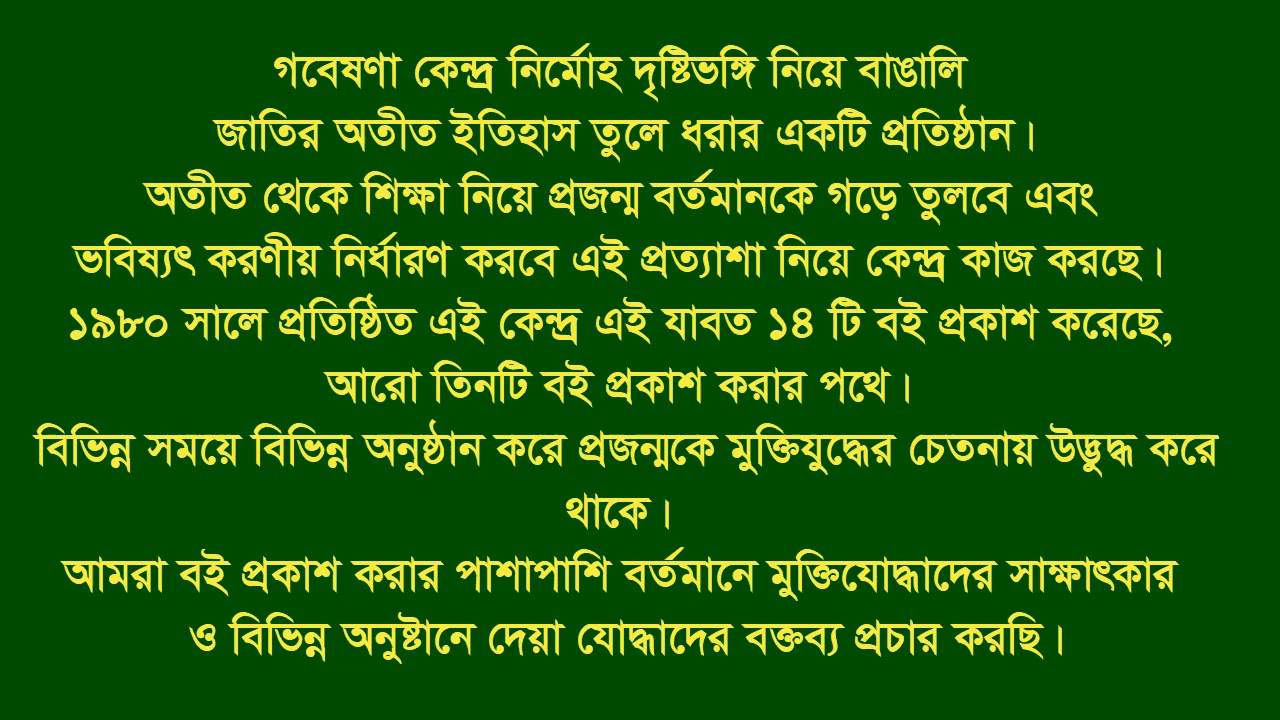 গবেষণা কেন্দ্র নির্মোহ দৃষ্টিভঙ্গি নিয়ে বাঙালি
জাতির অতীত ইতিহাস তুলে ধরার একটি প্রতিষ্ঠান।
অতীত থেকে শিক্ষা নিয়ে প্রজন্ম বর্তমানকে গড়ে তুলবে এবং
ভবিষ্যৎ করণীয় নির্ধারণ করবে এই প্রত্যাশা নিয়ে কেন্দ্র কাজ করছে।
১৯৮০ সালে প্রতিষ্ঠিত এই কেন্দ্র এই যাবত ১৪ টি বই প্রকাশ করেছে,
আরো তিনটি বই প্রকাশ করার পথে।
বিভিন্ন সময়ে বিভিন্ন অনুষ্ঠান করে প্রজন্মকে মুক্তিযুদ্ধের চেতনায় উদ্ভুদ্ধ করে
থাকে।
আমরা বই প্রকাশ করার পাশাপাশি বর্তমানে মুক্তিযোদ্ধাদের সাক্ষাৎকার
ও বিভিন্ন অনুষ্টানে দেয়া যোদ্ধাদের বক্তব্য প্রচার করছি।